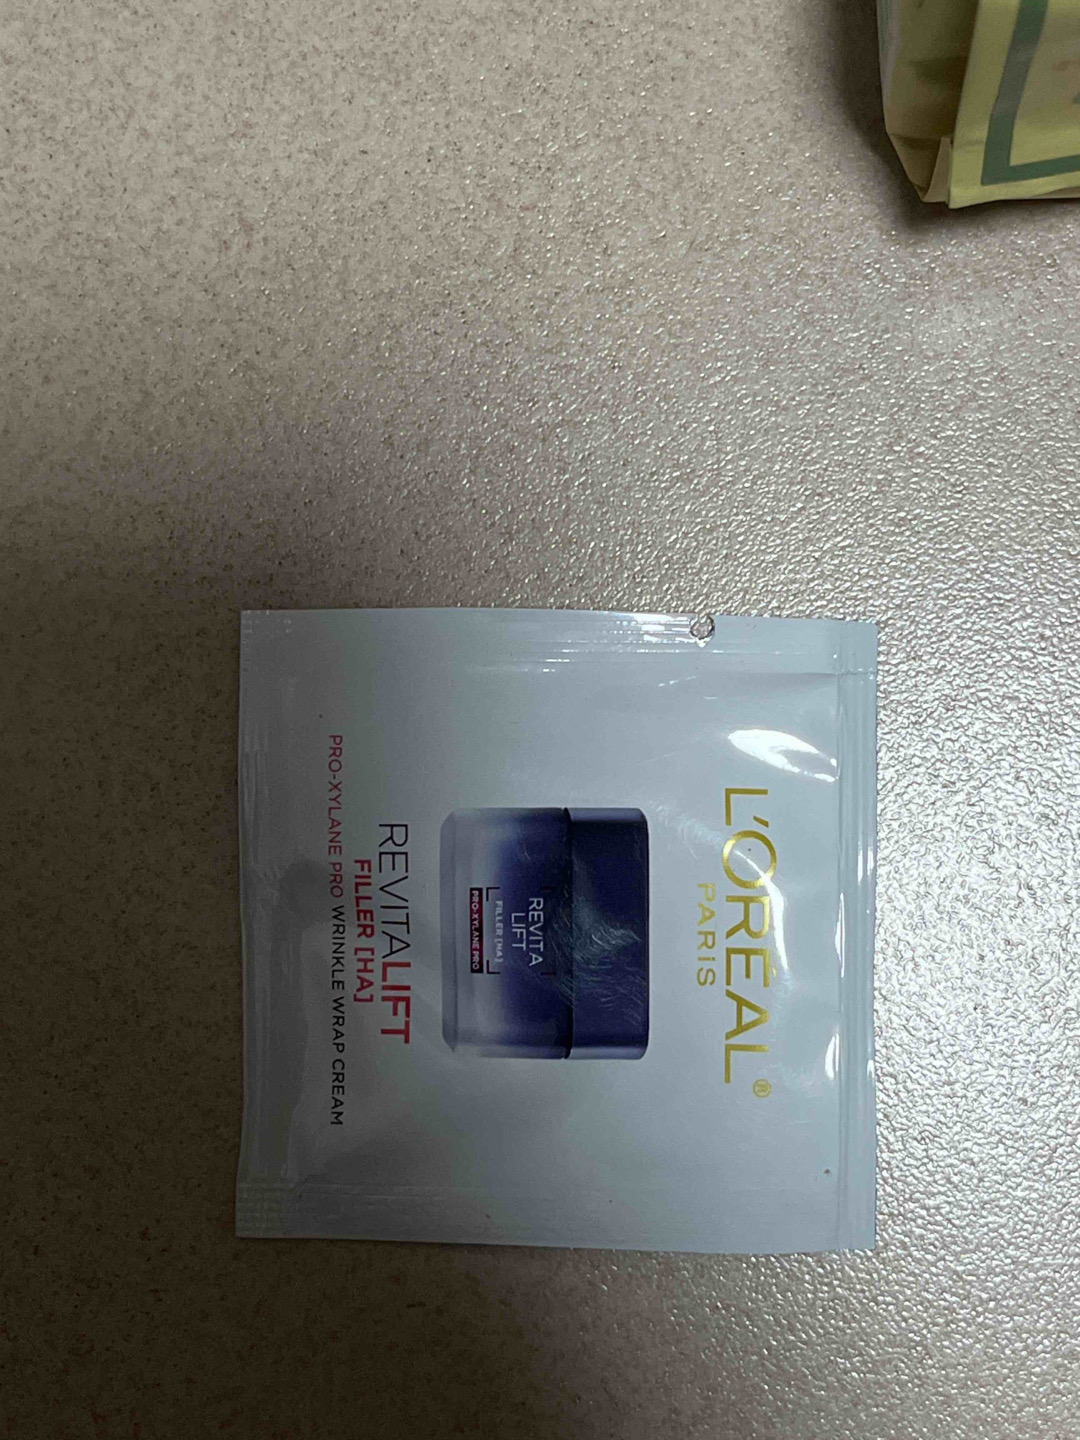 L'ORÉAL®
PARIS
REVITA
LIFT
FILLER [HA]
PRO-XYLANE PRO
REVITALIFT
FILLER [HA]
PRO-XYLANE PRO WRINKLE WRAP CREAM